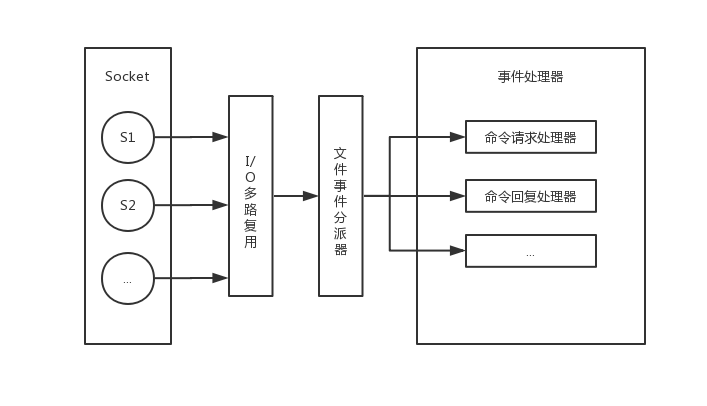 Socket
S1
S2
...
I/O多路复用
文件事件分派器
事件处理器
命令请求处理器
命令回复处理器
...